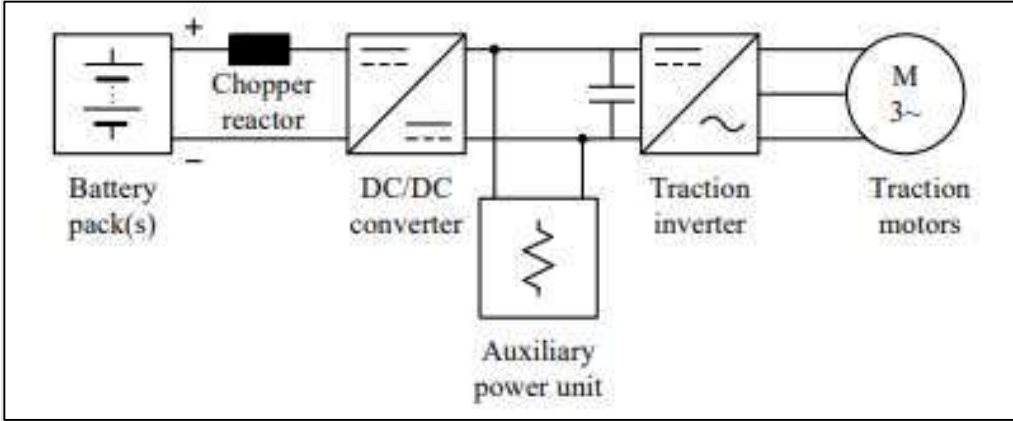 +
Chopper
reactor
−
M
3~
Battery
pack(s)
DC/DC
converter
Traction
inverter
Traction
motors
Auxiliary
power unit